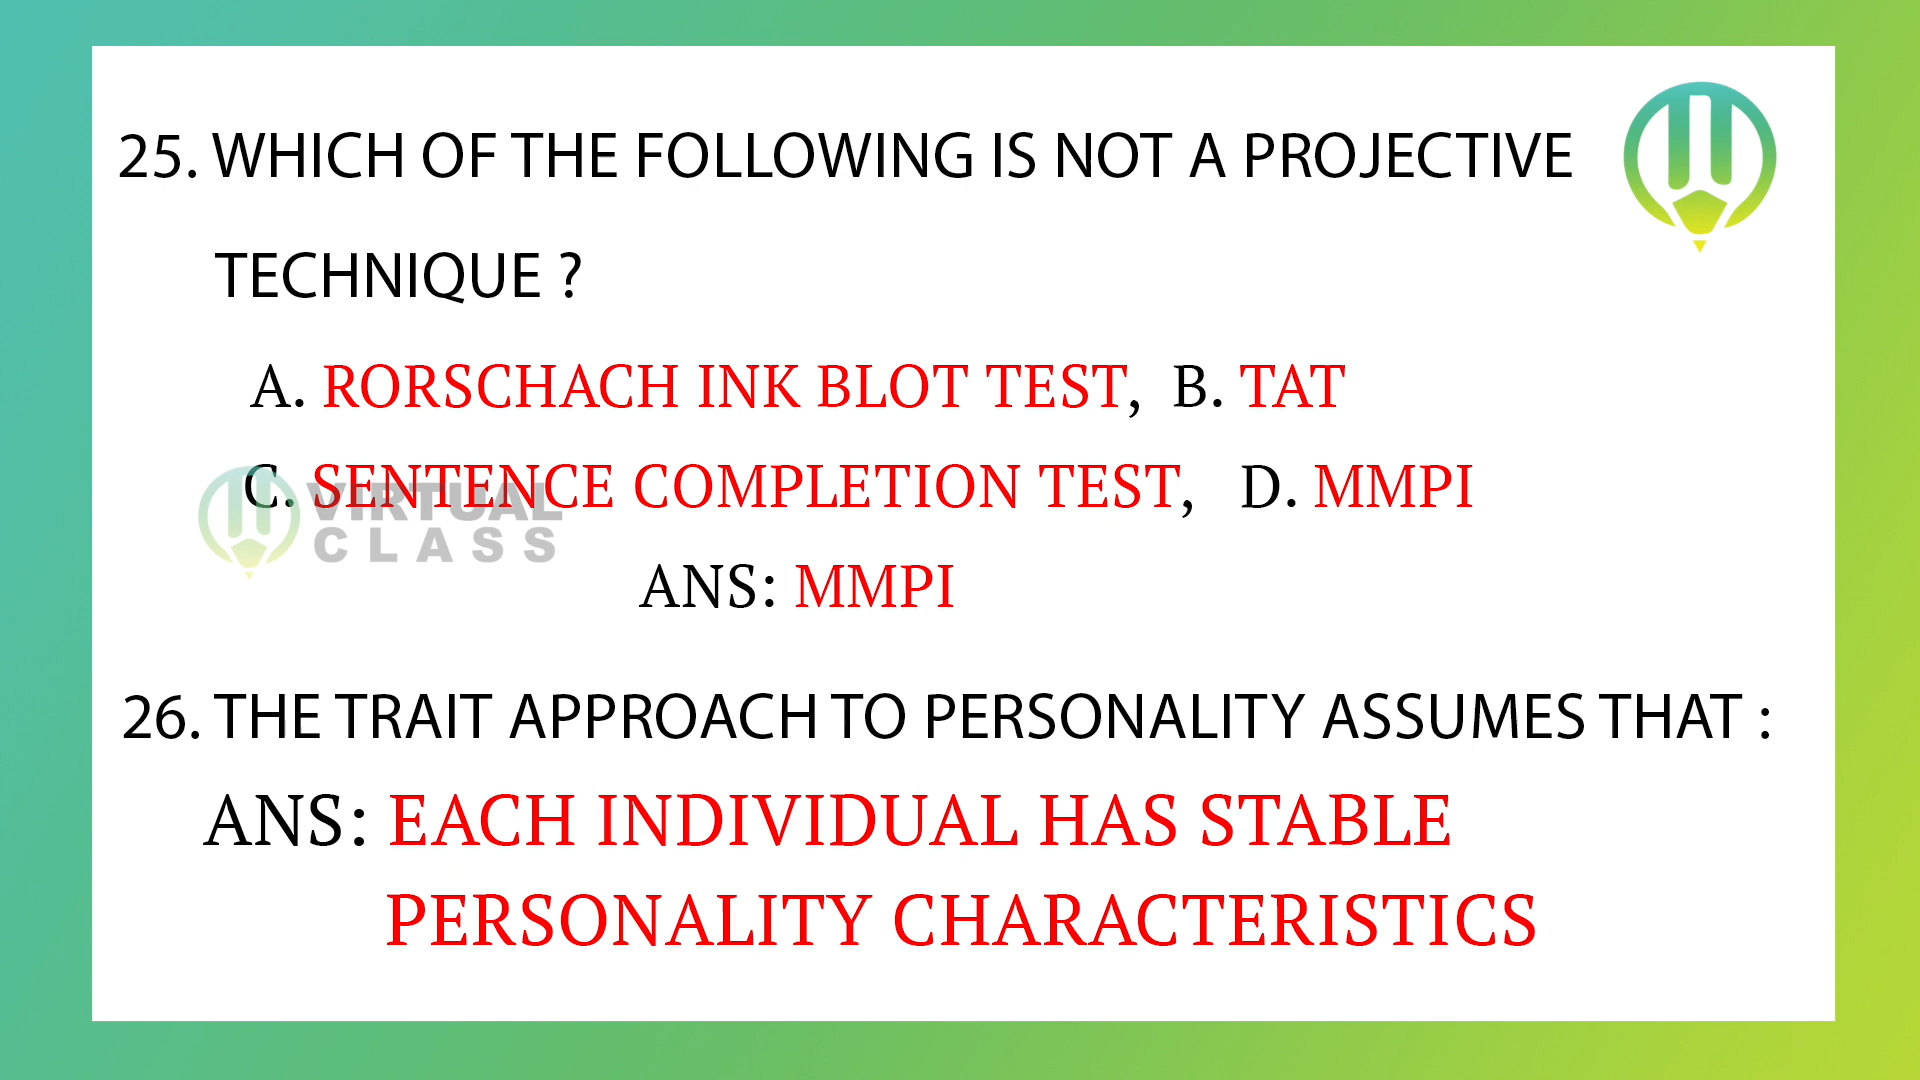 25. WHICH OF THE FOLLOWING IS NOT A PROJECTIVE
TECHNIQUE ?
A. RORSCHACH INK BLOT TEST,  B. TAT
C. SENTENCE COMPLETION TEST,  D. MMPI
VIRTUAL
CLASS
ANS: MMPI
26. THE TRAIT APPROACH TO PERSONALITY ASSUMES THAT :
ANS: EACH INDIVIDUAL HAS STABLE
PERSONALITY CHARACTERISTICS